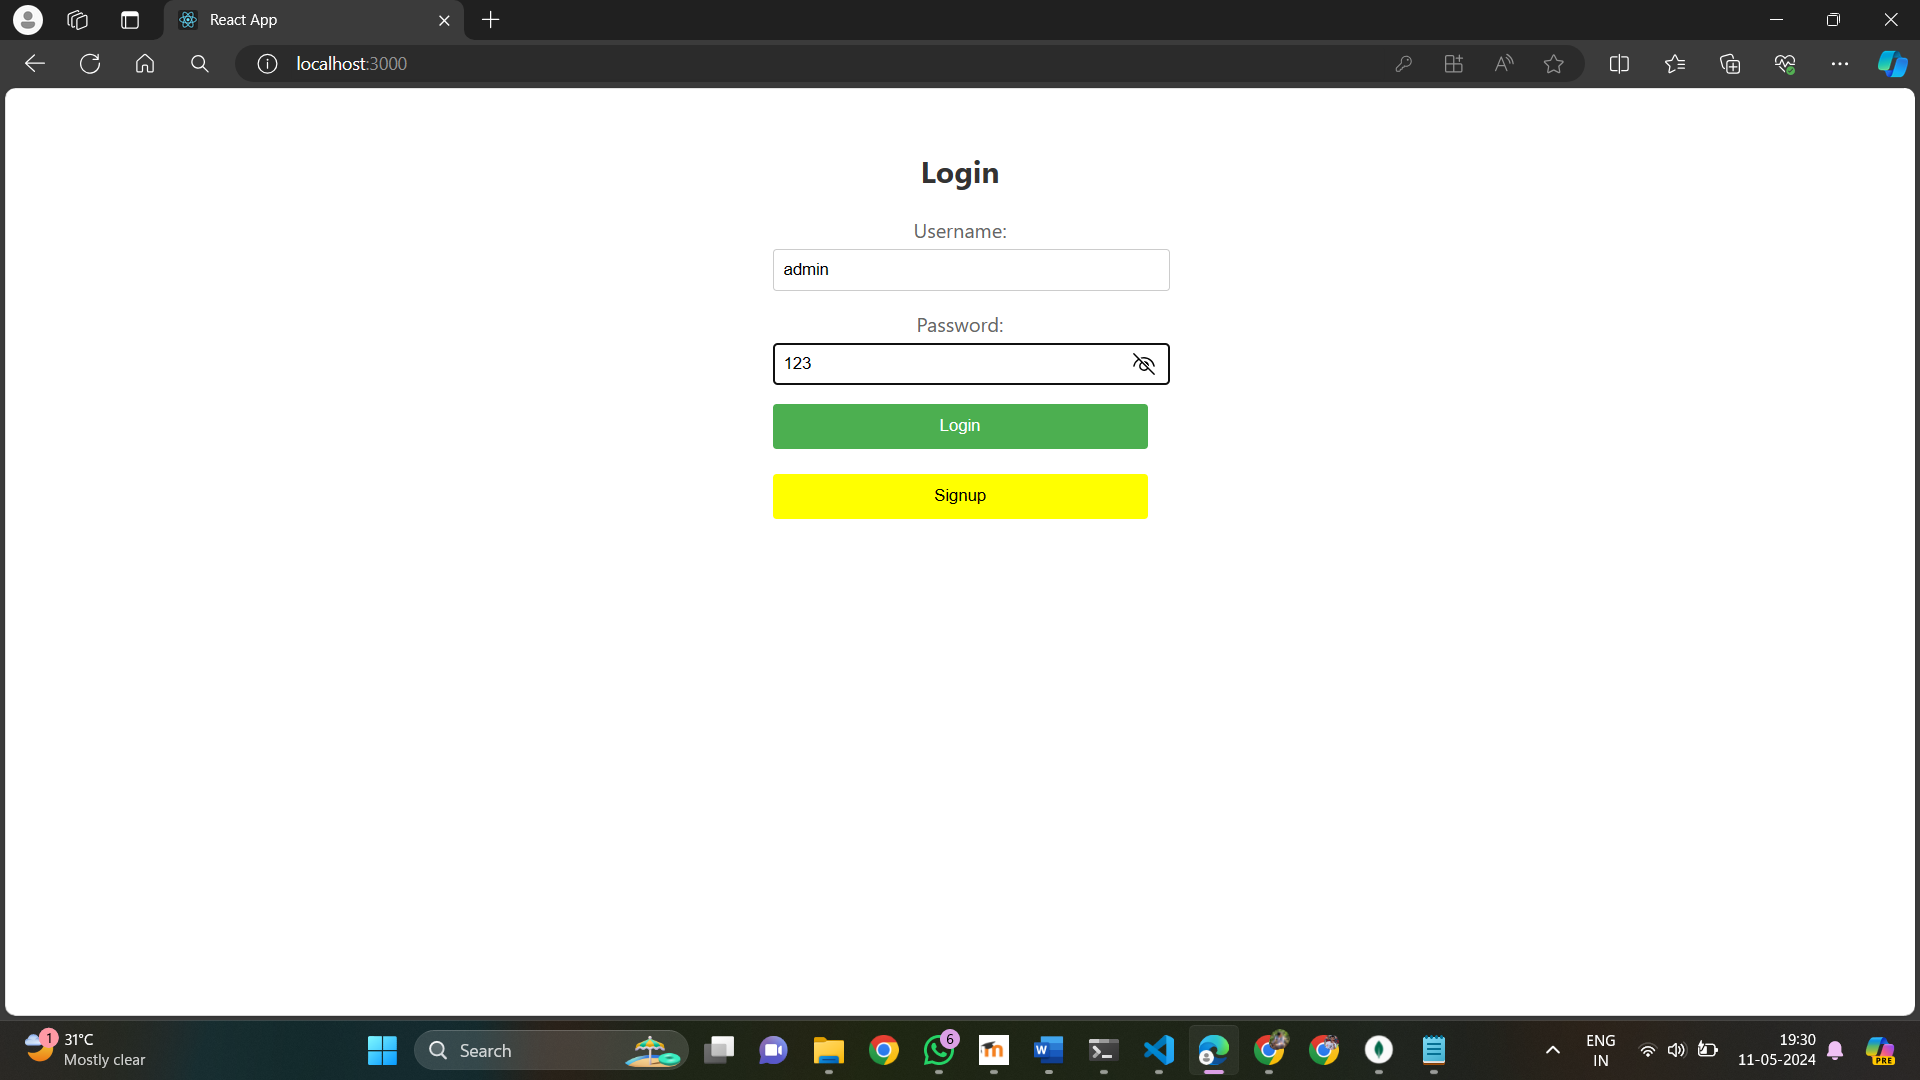 React App
localhost:3000
Login
Username:
admin
Password:
123
Login
Signup
1
31°C
Mostly clear
Search
6
ENG
IN
19:30
11-05-2024
PRE